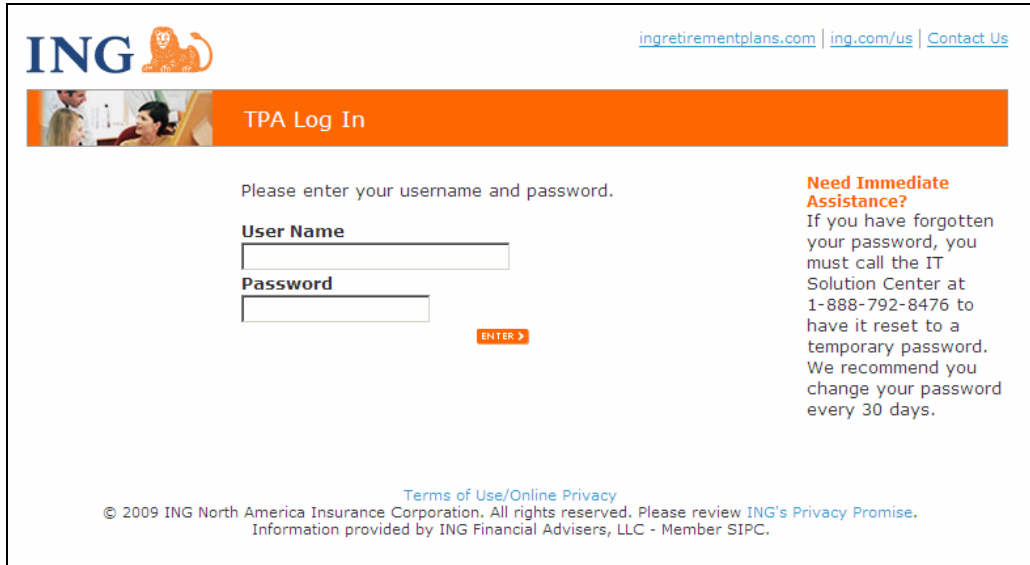 ING
ingretirementplans.com | ing.com/us | Contact Us
TPA Log In
Please enter your username and password.
User Name
Password
ENTER >
Need Immediate
Assistance?
If you have forgotten
your password, you
must call the IT
Solution Center at
1-888-792-8476 to
have it reset to a
temporary password.
We recommend you
change your password
every 30 days.
Terms of Use/Online Privacy
© 2009 ING North America Insurance Corporation. All rights reserved. Please review ING's Privacy Promise.
Information provided by ING Financial Advisers, LLC - Member SIPC.